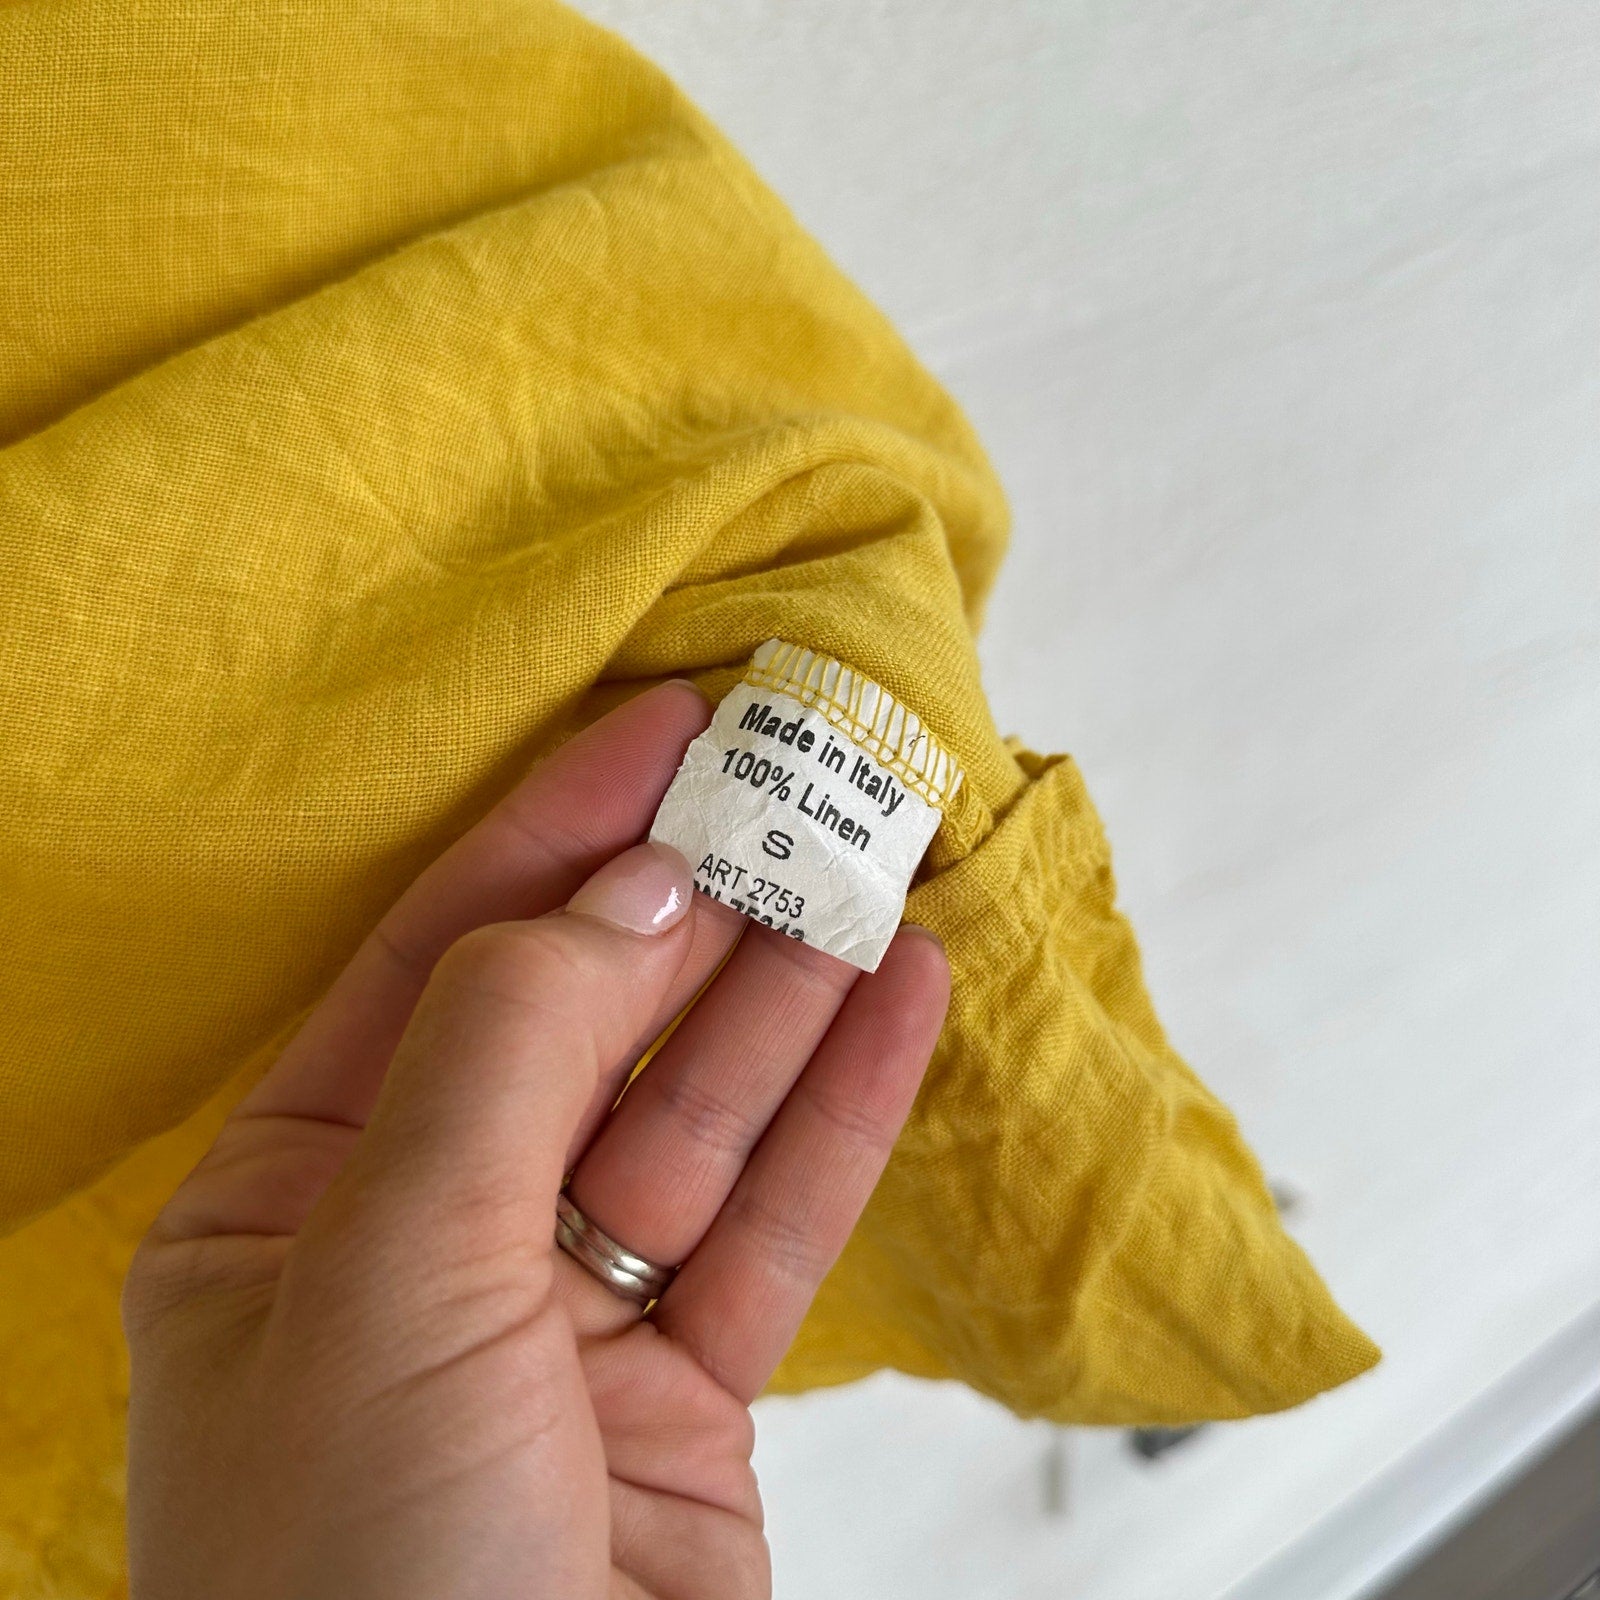 Made in Italy
100% Linen
S
ART 2753